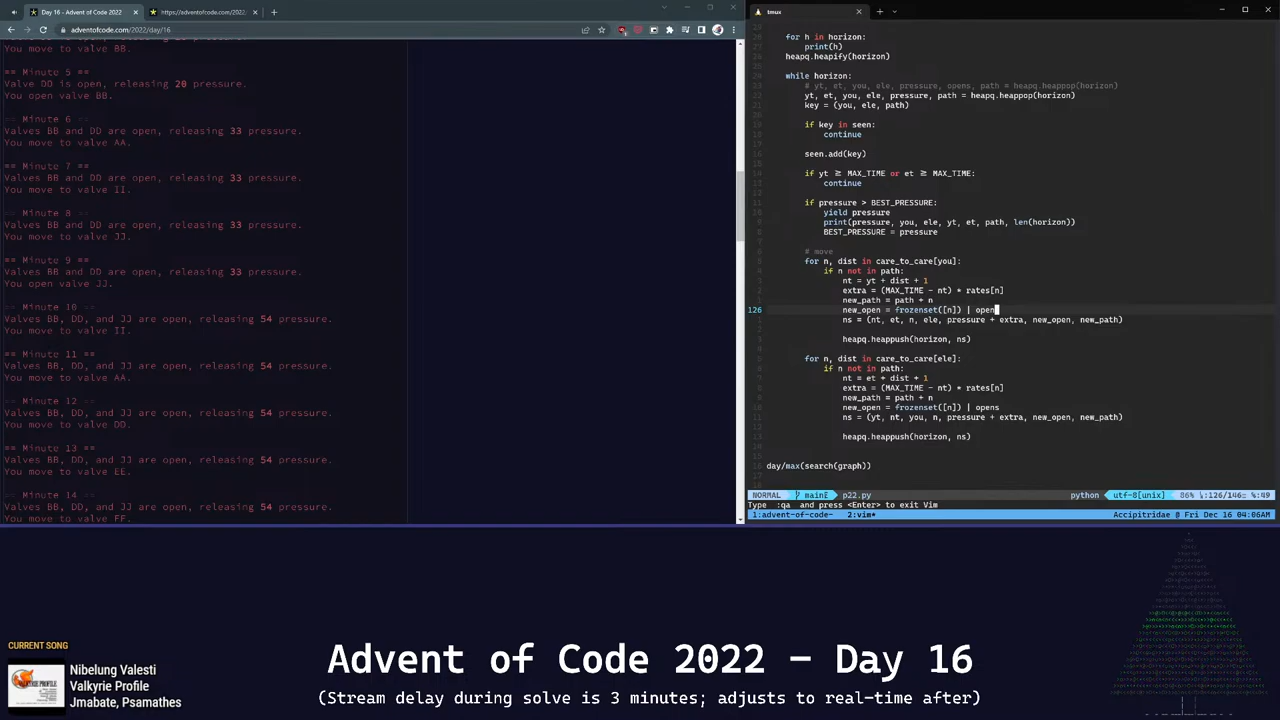 Day 16 - Advent of Code 2022
https://adventofcode.com/2022
adventofcode.com/2022/day/16
You move to valve BB.
== Minute 5 ==
Valve DD is open, releasing 20 pressure.
You open valve BB.
== Minute 6 ==
Valves BB and DD are open, releasing 33 pressure.
You move to valve AA.
== Minute 7 ==
Valves BB and DD are open, releasing 33 pressure.
You move to valve II.
== Minute 8 ==
Valves BB and DD are open, releasing 33 pressure.
You move to valve JJ.
== Minute 9 ==
Valves BB and DD are open, releasing 33 pressure.
You open valve JJ.
== Minute 10 ==
Valves BB, DD, and JJ are open, releasing 54 pressure.
You move to valve II.
== Minute 11 ==
Valves BB, DD, and JJ are open, releasing 54 pressure.
You move to valve AA.
== Minute 12 ==
Valves BB, DD, and JJ are open, releasing 54 pressure.
You move to valve DD.
== Minute 13 ==
Valves BB, DD, and JJ are open, releasing 54 pressure.
You move to valve EE.
== Minute 14 ==
Valves BB, DD, and JJ are open, releasing 54 pressure.
You move to valve FF.
tmux
for h in horizon:
print(h)
heapq.heapify(horizon)
while horizon:
# yt, et, you, ele, pressure, opens, path = heapq.heappop(horizon)
yt, et, you, ele, pressure, path = heapq.heappop(horizon)
key = (you, ele, path)
if key in seen:
continue
seen.add(key)
if yt ≥ MAX_TIME or et ≥ MAX_TIME:
continue
if pressure > BEST_PRESSURE:
yield pressure
print(pressure, you, ele, yt, et, path, len(horizon))
BEST_PRESSURE = pressure
# move
for n, dist in care_to_care[you]:
if n not in path:
nt = yt + dist + 1
extra = (MAX_TIME - nt) * rates[n]
new_path = path + n
126 new_open = frozenset([n]) | open
ns = (nt, et, n, ele, pressure + extra, new_open, new_path)
heapq.heappush(horizon, ns)
for n, dist in care_to_care[ele]:
if n not in path:
nt = et + dist + 1
extra = (MAX_TIME - nt) * rates[n]
new_path = path + n
new_open = frozenset([n]) | opens
ns = (yt, nt, you, n, pressure + extra, new_open, new_path)
heapq.heappush(horizon, ns)
day/max(search(graph))
NORMAL mainE p22.py python utf-8[unix] 86% 126/146
Type :qa and press <Enter> to exit Vim
1:advent-of-code- 2:vim* Accipitridae @ Fri Dec 16 04:06AM
CURRENT SONG
Nibelung Valesti
Valkyrie Profile
Jmabate, Psamathes
Advent of Code 2022 — Day 16
(Stream delay during comp is 3 minutes; adjusts to real-time after)